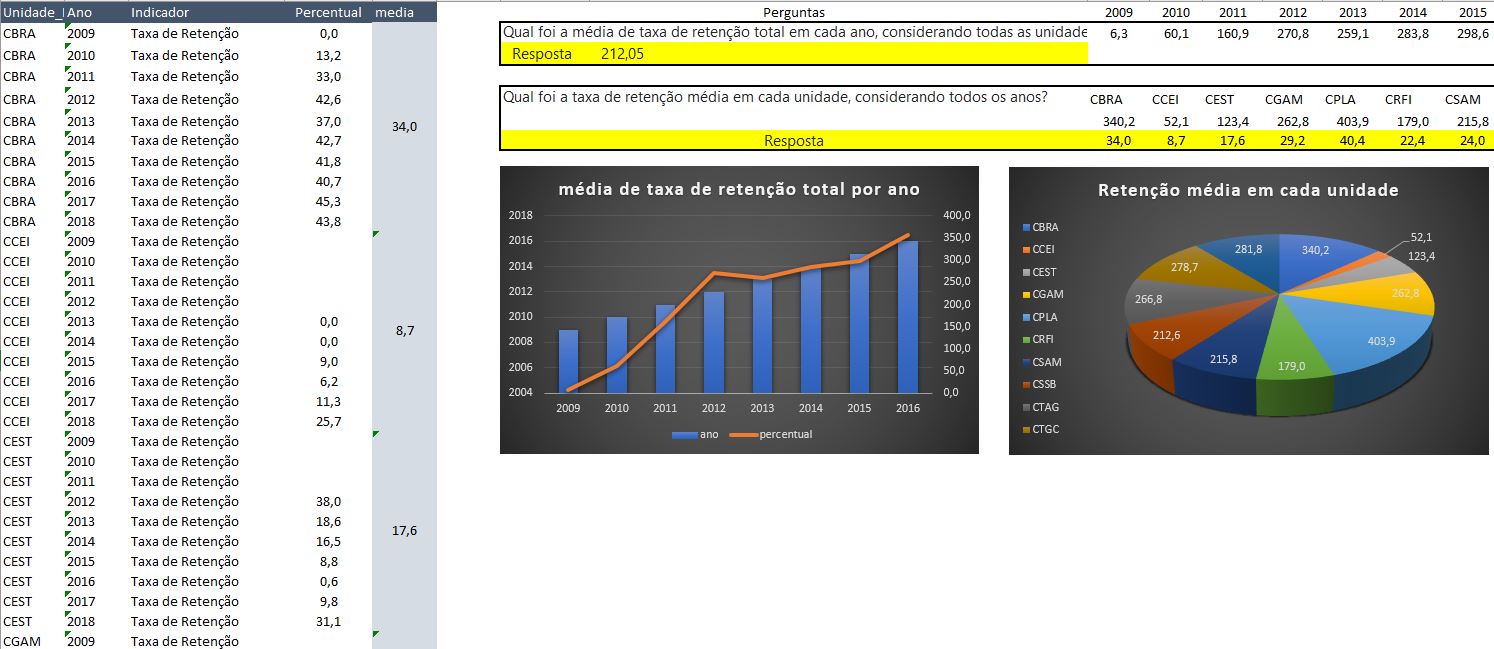 Unidade_ Ano Indicador Percentual media
CBRA 2009 Taxa de Retenção 0,0
CBRA 2010 Taxa de Retenção 13,2
CBRA 2011 Taxa de Retenção 33,0
CBRA 2012 Taxa de Retenção 42,6
CBRA 2013 Taxa de Retenção 37,0
34,0
CBRA 2014 Taxa de Retenção 42,7
CBRA 2015 Taxa de Retenção 41,8
CBRA 2016 Taxa de Retenção 40,7
CBRA 2017 Taxa de Retenção 45,3
CBRA 2018 Taxa de Retenção 43,8
CCEI 2009 Taxa de Retenção
CCEI 2010 Taxa de Retenção
CCEI 2011 Taxa de Retenção
CCEI 2012 Taxa de Retenção
CCEI 2013 Taxa de Retenção 0,0
8,7
CCEI 2014 Taxa de Retenção 0,0
CCEI 2015 Taxa de Retenção 9,0
CCEI 2016 Taxa de Retenção 6,2
CCEI 2017 Taxa de Retenção 11,3
CCEI 2018 Taxa de Retenção 25,7
CEST 2009 Taxa de Retenção
CEST 2010 Taxa de Retenção
CEST 2011 Taxa de Retenção
CEST 2012 Taxa de Retenção 38,0
CEST 2013 Taxa de Retenção 18,6
17,6
CEST 2014 Taxa de Retenção 16,5
CEST 2015 Taxa de Retenção 8,8
CEST 2016 Taxa de Retenção 0,6
CEST 2017 Taxa de Retenção 9,8
CEST 2018 Taxa de Retenção 31,1
CGAM 2009 Taxa de Retenção
Perguntas 2009 2010 2011 2012 2013 2014 2015
Qual foi a média de taxa de retenção total em cada ano, considerando todas as unidade 6,3 60,1 160,9 270,8 259,1 283,8 298,6
Resposta 212,05
Qual foi a taxa de retenção média em cada unidade, considerando todos os anos? CBRA CCEI CEST CGAM CPLA CRFI CSAM
340,2 52,1 123,4 262,8 403,9 179,0 215,8
Resposta 34,0 8,7 17,6 29,2 40,4 22,4 24,0
média de taxa de retenção total por ano
2018 400,0
2016 350,0
300,0
2014
250,0
2012 200,0
2010 150,0
2008 100,0
2006 50,0
2004 0,0
2009 2010 2011 2012 2013 2014 2015 2016
ano percentual
Retenção média em cada unidade
CBRA
CCEI
CEST
CGAM
CPLA
CRFI
CSAM
CSSB
CTAG
CTGC
340,2
52,1
123,4
262,8
403,9
179,0
215,8
212,6
266,8
278,7
281,8